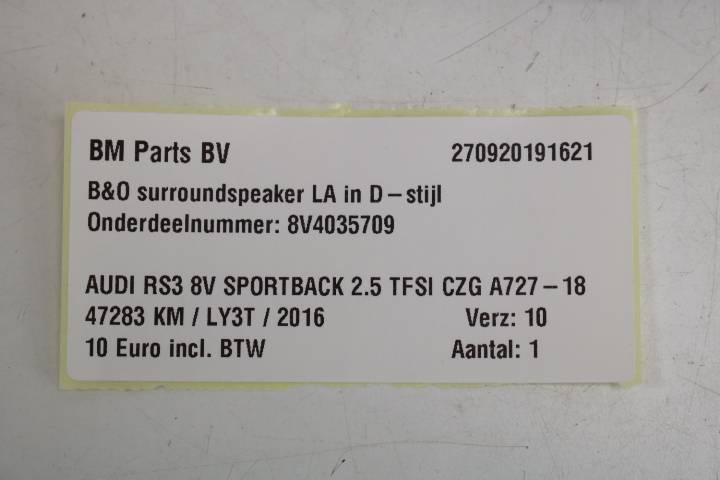 BM Parts BV 270920191621
B&O surroundspeaker LA in D-stijl
Onderdeelnummer: 8V4035709
AUDI RS3 8V SPORTBACK 2.5 TFSI CZG A727-18
47283 KM / LY3T / 2016 Verz: 10
10 Euro incl. BTW Aantal: 1